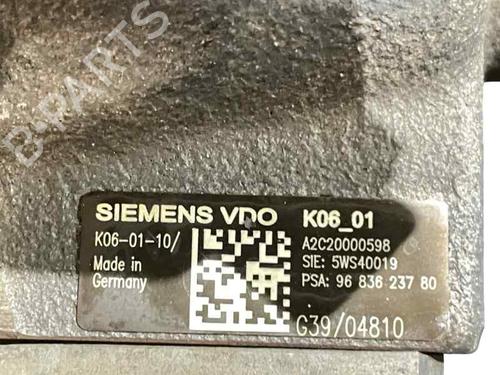 B-PARTS
SIEMENS VDO K06_01
K06-01-10/ A2C20000598
Made in SIE: 5WS40019
Germany PSA: 96 836 237 80
G39/04810